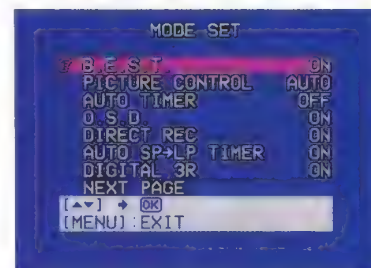 MODE SET
☞ B.E.S.T. ON
PICTURE CONTROL AUTO
AUTO TIMER OFF
O.S.D. ON
DIRECT REC ON
AUTO SP→LP TIMER ON
DIGITAL 3R ON
NEXT PAGE
[▲▼] → OK
[MENU] : EXIT